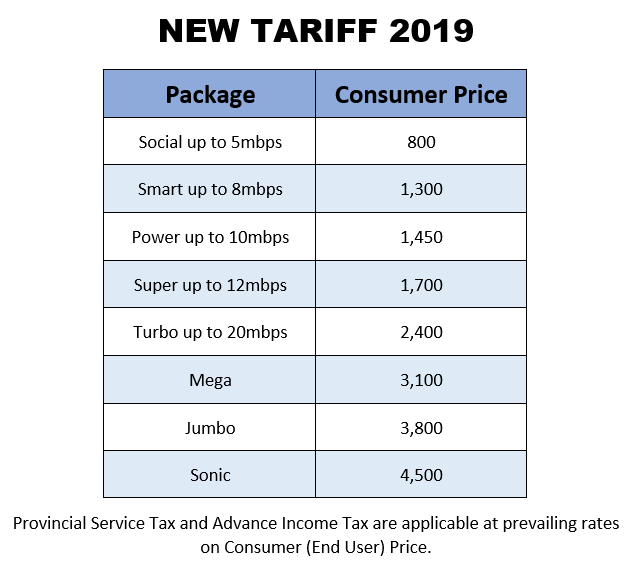 NEW TARIFF 2019
Package Consumer Price
Social up to 5mbps 800
Smart up to 8mbps 1,300
Power up to 10mbps 1,450
Super up to 12mbps 1,700
Turbo up to 20mbps 2,400
Mega 3,100
Jumbo 3,800
Sonic 4,500
Provincial Service Tax and Advance Income Tax are applicable at prevailing rates
on Consumer (End User) Price.